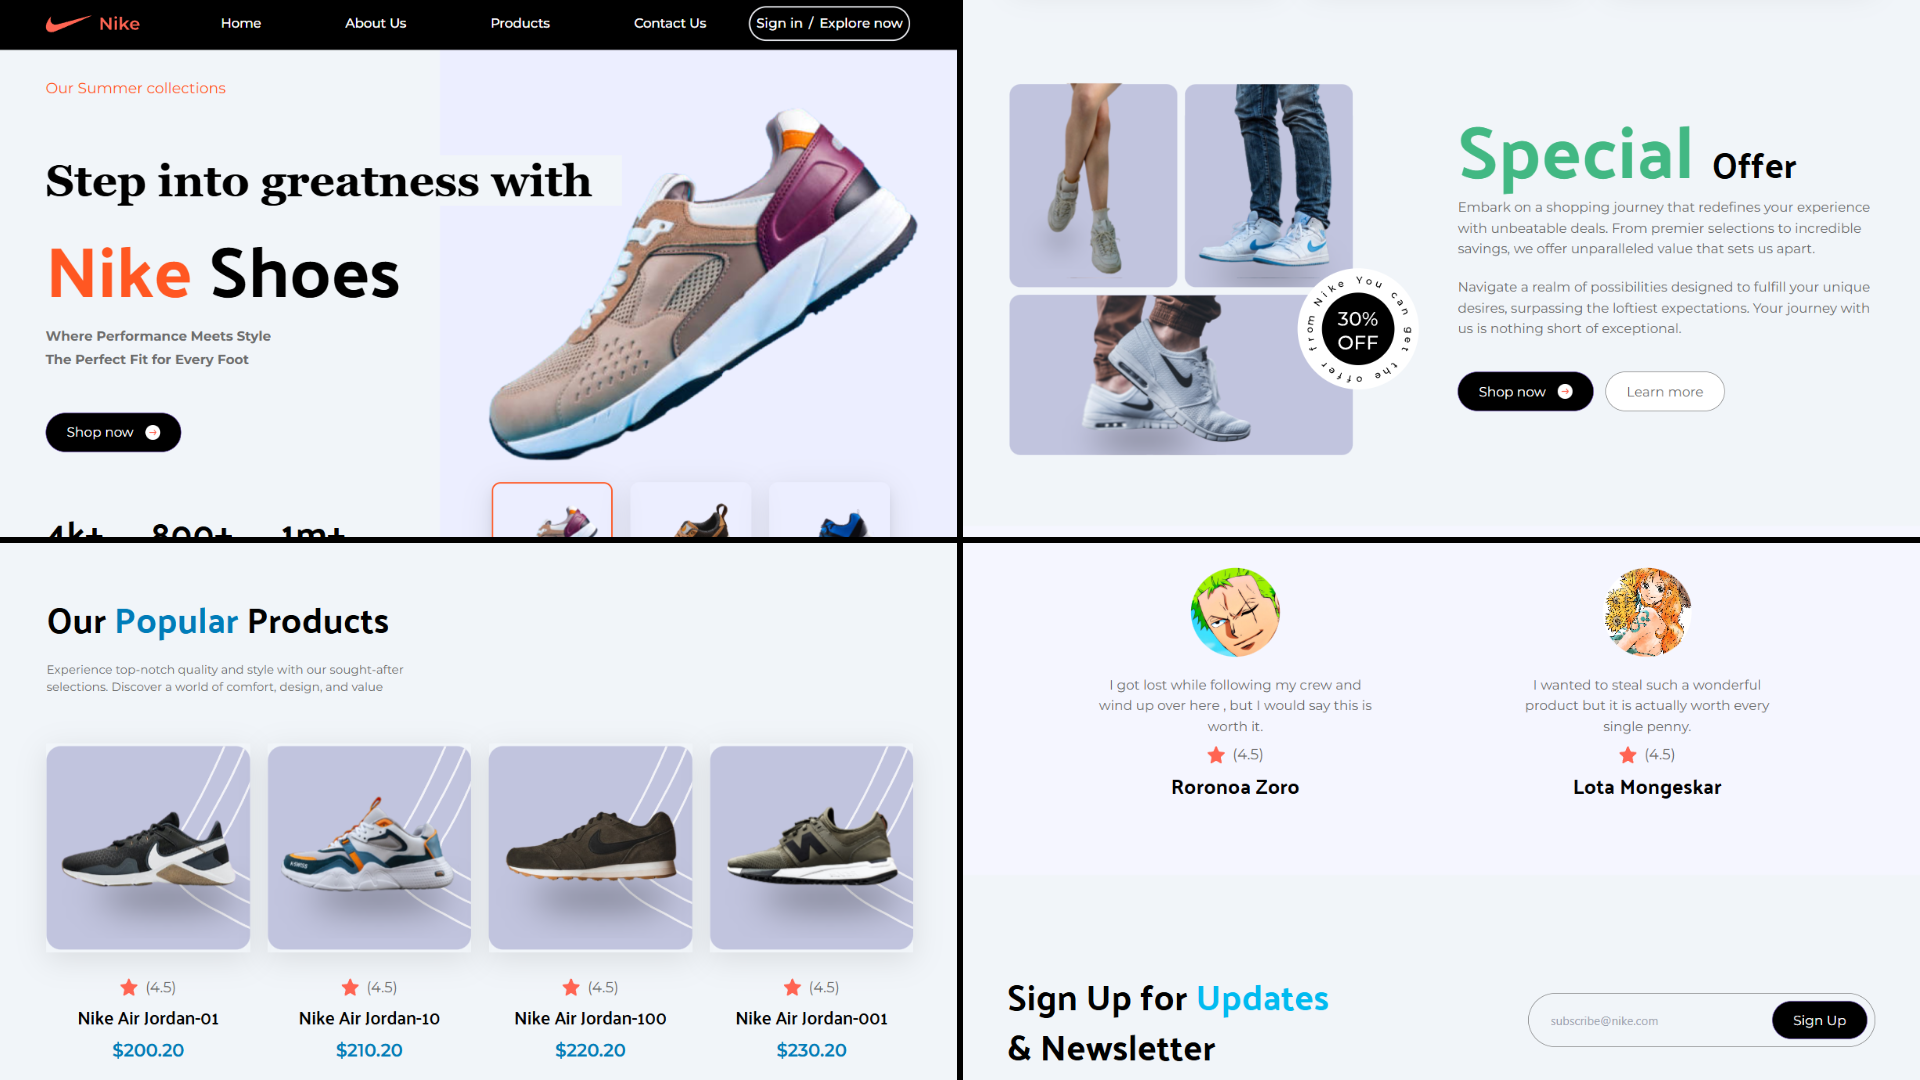 Nike
Home
About Us
Products
Contact Us
Sign in / Explore now
Our Summer collections
Step into greatness with
Nike Shoes
Where Performance Meets Style
The Perfect Fit for Every Foot
Shop now
4k+ 800+ 1m+
Special Offer
Embark on a shopping journey that redefines your experience
with unbeatable deals. From premier selections to incredible
savings, we offer unparalleled value that sets us apart.
Navigate a realm of possibilities designed to fulfill your unique
desires, surpassing the loftiest expectations. Your journey with
us is nothing short of exceptional.
Shop now
Learn more
from Nike You can get the offer
30%
OFF
Our Popular Products
Experience top-notch quality and style with our sought-after
selections. Discover a world of comfort, design, and value
(4.5)
Nike Air Jordan-01
$200.20
(4.5)
Nike Air Jordan-10
$210.20
(4.5)
Nike Air Jordan-100
$220.20
(4.5)
Nike Air Jordan-001
$230.20
I got lost while following my crew and
wind up over here , but I would say this is
worth it.
(4.5)
Roronoa Zoro
I wanted to steal such a wonderful
product but it is actually worth every
single penny.
(4.5)
Lota Mongeskar
Sign Up for Updates
& Newsletter
subscribe@nike.com
Sign Up